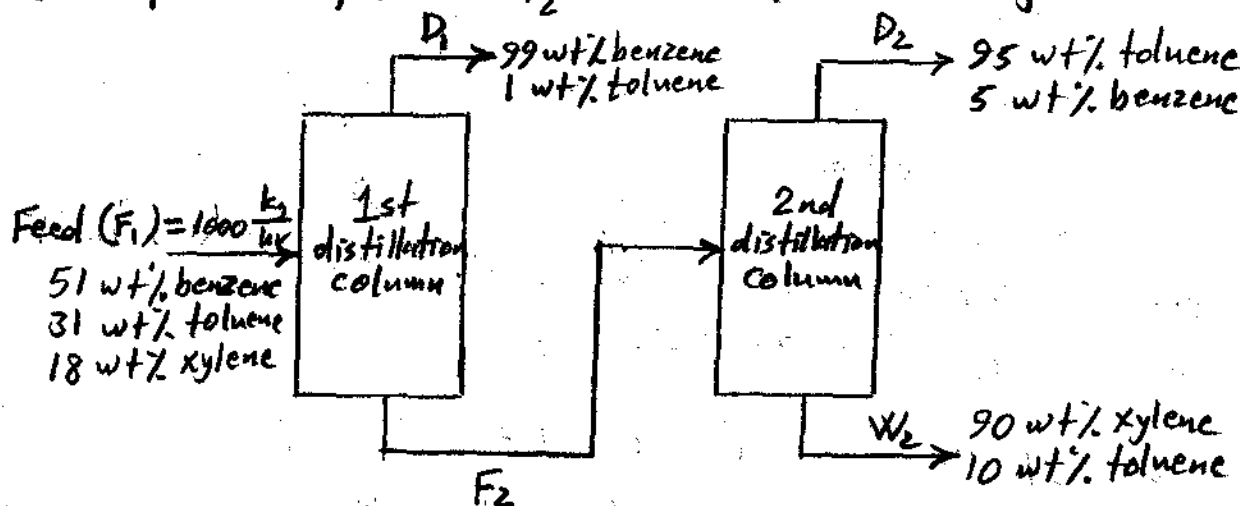 D₁
99 wt% benzene
1 wt% toluene
D₂
95 wt% toluene
5 wt% benzene
Feed (F₁) = 1000 kg/hr
51 wt% benzene
31 wt% toluene
18 wt% xylene
1st
distillation
column
2nd
distillation
column
F₂
W₂
90 wt% xylene
10 wt% toluene